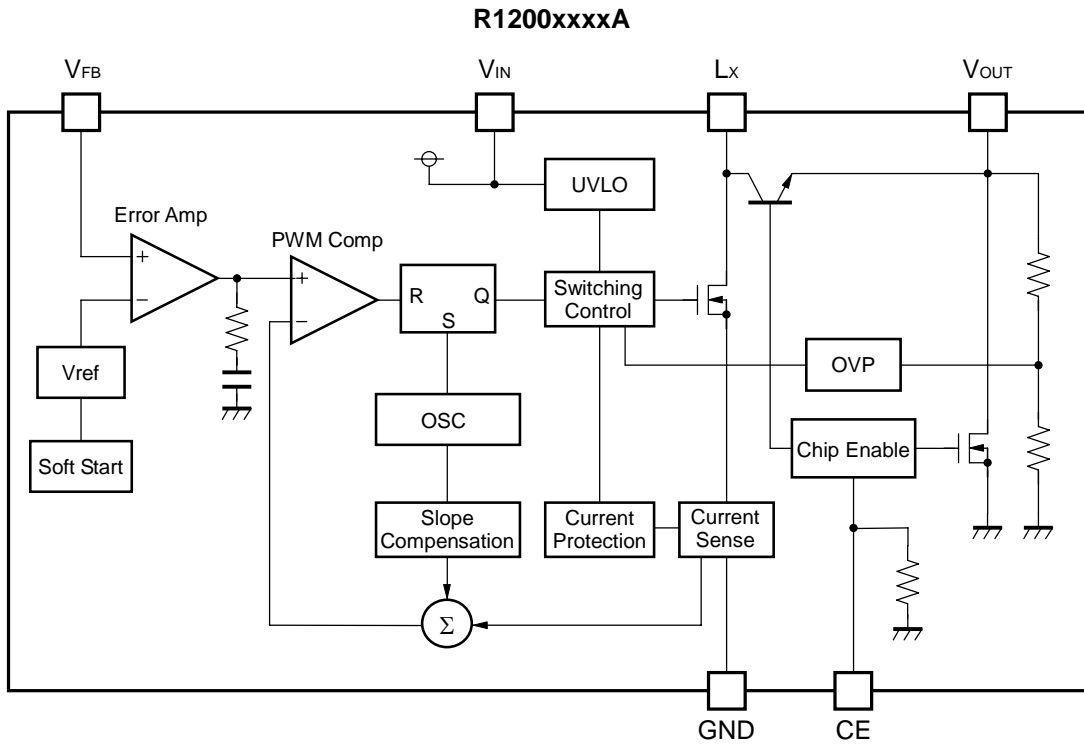 R1200xxxxA
VFB
VIN
LX
VOUT
UVLO
Error Amp
PWM Comp
+
−
+
−
R
Q
S
Switching
Control
Vref
OVP
OSC
Soft Start
Chip Enable
Slope
Compensation
Current
Protection
Current
Sense
Σ
GND
CE